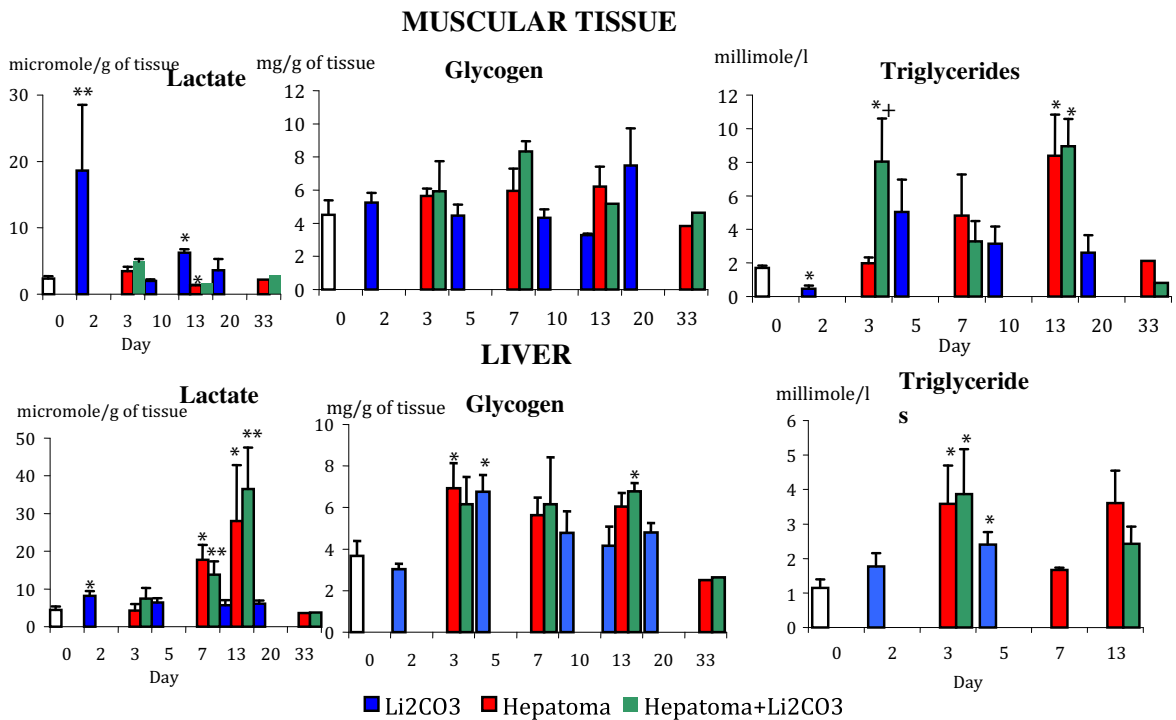 MUSCULAR TISSUE
micromole/g of tissue
Lactate
30
20
10
0
**
*
*
0 2 3 10 13 20 33
Day
mg/g of tissue
Glycogen
12
10
8
6
4
2
0
0 2 3 5 7 10 13 20 33
millimole/l
Triglycerides
12
10
8
6
4
2
0
*
*+
* *
0 2 3 5 7 10 13 20 33
LIVER
micromole/g of tissue
Lactate
50
40
30
20
10
0
*
*
**
*
**
0 2 3 5 7 13 20 33
Day
mg/g of tissue
Glycogen
10
8
6
4
2
0
* *
*
0 2 3 5 7 10 13 20 33
millimole/l
Triglyceride
s
6
5
4
3
2
1
0
* *
*
0 2 3 5 7 13
Day
Li2CO3 Hepatoma Hepatoma+Li2CO3